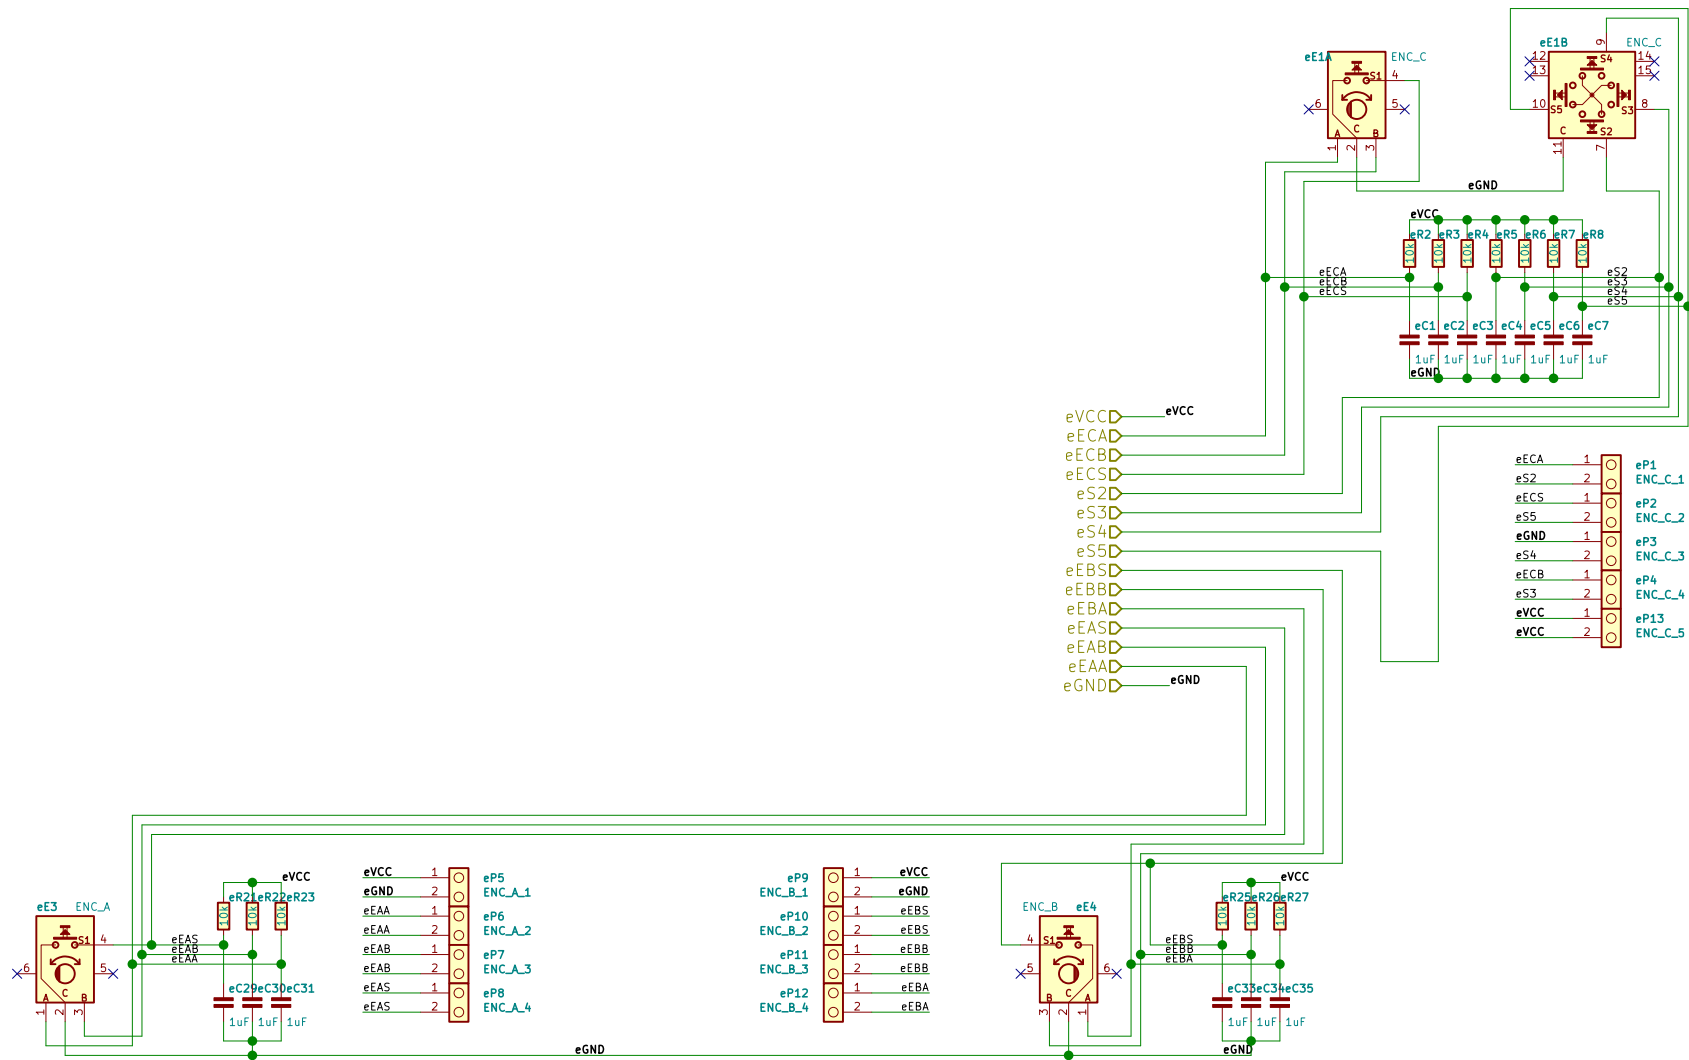 eE1A
ENC_C
S1
4
6
5
A
C
B
1
2
3
eE1B
ENC_C
9
12
S4
14
13
15
10
S5
S3
8
C
S2
11
7
eGND
eVCC
eR2
eR3
eR4
eR5
eR6
eR7
eR8
10k
10k
10k
10k
10k
10k
10k
eECA
eECB
eECS
eS2
eS3
eS4
eS5
eC1
eC2
eC3
eC4
eC5
eC6
eC7
1uF
1uF
1uF
1uF
1uF
1uF
1uF
eGND
eVCC
eVCC
eECA
eECB
eECS
eS2
eS3
eS4
eS5
eEBS
eEBB
eEBA
eEAS
eEAB
eEAA
eGND
eGND
eECA 1 eP1
eS2 2 ENC_C_1
eECS 1 eP2
eS5 2 ENC_C_2
eGND 1 eP3
eS4 2 ENC_C_3
eECB 1 eP4
eS3 2 ENC_C_4
eVCC 1 eP13
eVCC 2 ENC_C_5
eE3
ENC_A
S1
4
6
5
A
C
B
1
2
3
eEAS
eEAB
eEAA
eVCC
eR21
eR22
eR23
10k
10k
10k
eC29
eC30
eC31
1uF
1uF
1uF
eVCC 1 eP5
eGND 2 ENC_A_1
eEAA 1 eP6
eEAA 2 ENC_A_2
eEAB 1 eP7
eEAB 2 ENC_A_3
eEAS 1 eP8
eEAS 2 ENC_A_4
eGND
eP9 1 eVCC
ENC_B_1 2 eGND
eP10 1 eEBS
ENC_B_2 2 eEBS
eP11 1 eEBB
ENC_B_3 2 eEBB
eP12 1 eEBA
ENC_B_4 2 eEBA
ENC_B
eE4
4
S1
5
6
B
C
A
3
2
1
eEBS
eEBB
eEBA
eVCC
eR25
eR26
eR27
10k
10k
10k
eC33
eC34
eC35
1uF
1uF
1uF
eGND